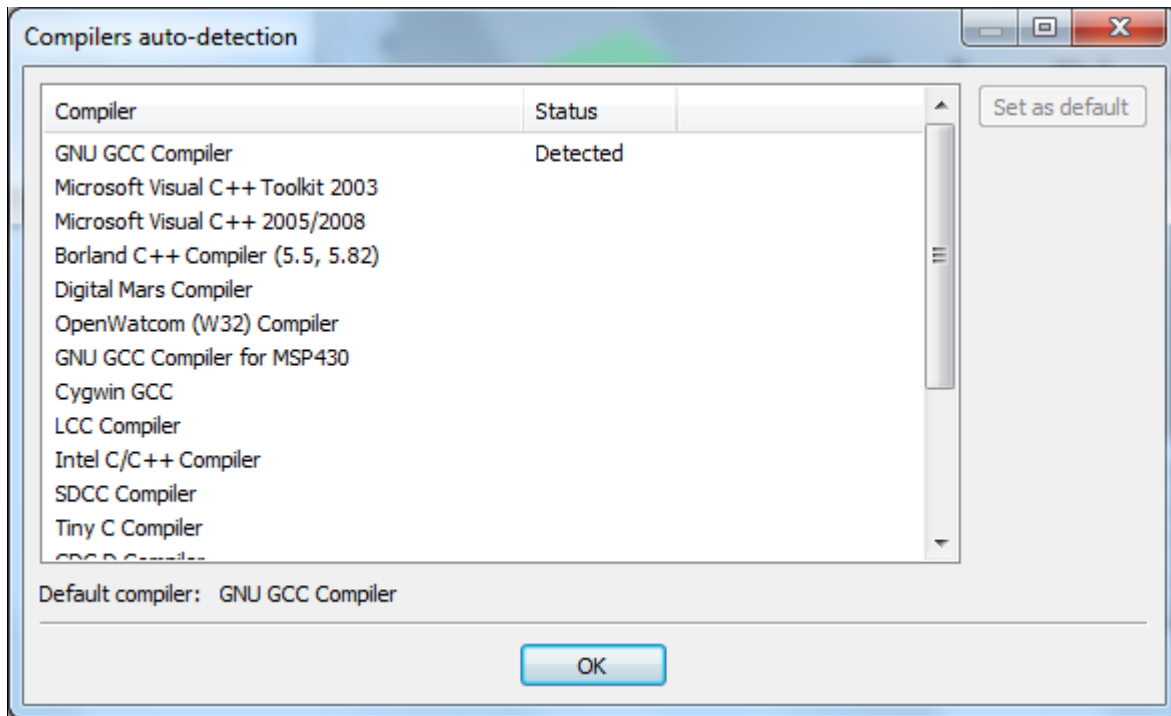 Compilers auto-detection
Compiler Status
Set as default
GNU GCC Compiler Detected
Microsoft Visual C++ Toolkit 2003
Microsoft Visual C++ 2005/2008
Borland C++ Compiler (5.5, 5.82)
Digital Mars Compiler
OpenWatcom (W32) Compiler
GNU GCC Compiler for MSP430
Cygwin GCC
LCC Compiler
Intel C/C++ Compiler
SDCC Compiler
Tiny C Compiler
Default compiler: GNU GCC Compiler
OK